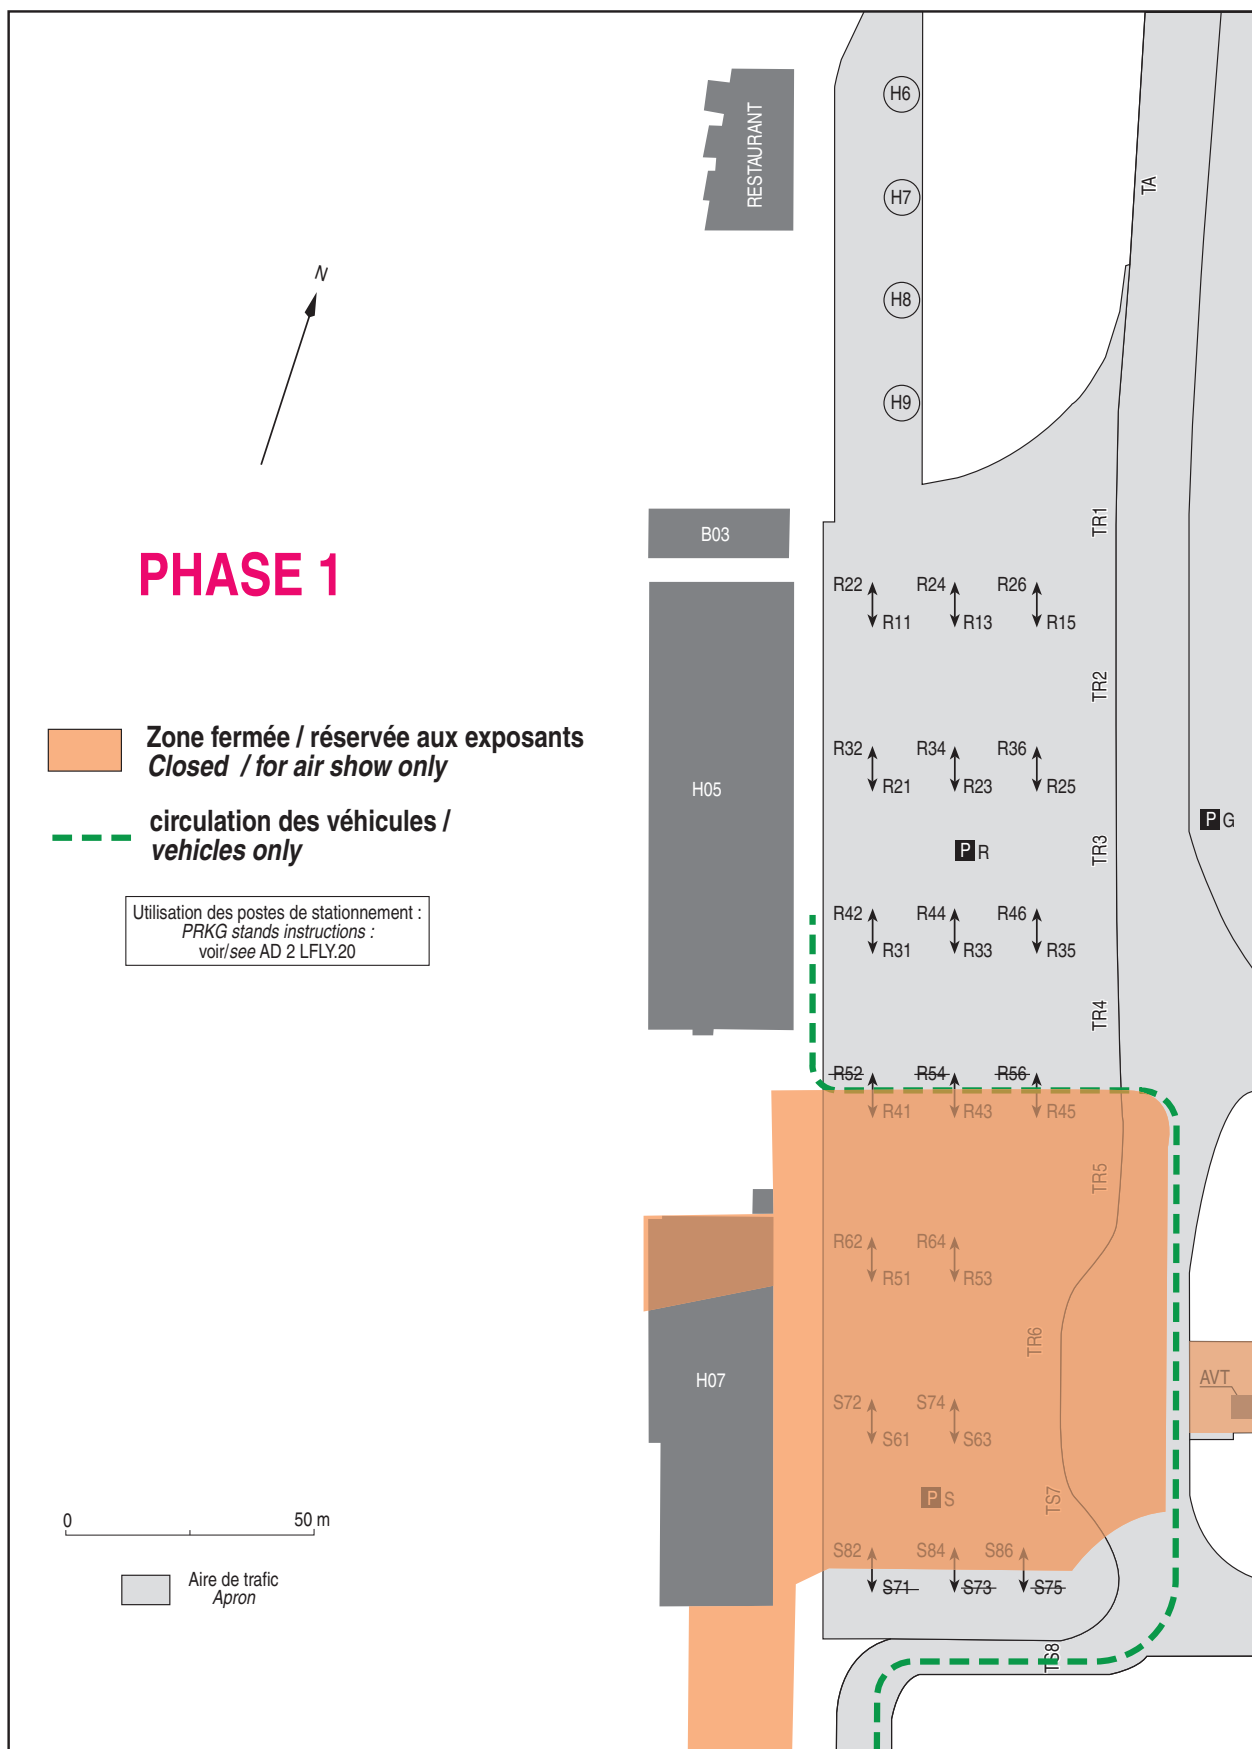 H6
RESTAURANT
TA
H7
N
H8
H9
B03
TR1
PHASE 1
R22 R24 R26
R11 R13 R15
TR2
Zone fermée / réservée aux exposants
Closed / for air show only
R32 R34 R36
H05
R21 R23 R25
circulation des véhicules /
vehicles only
P G
P R
TR3
Utilisation des postes de stationnement :
PRKG stands instructions :
voir/see AD 2 LFLY.20
R42 R44 R46
R31 R33 R35
TR4
R52 R54 R56
R41 R43 R45
TR5
R62 R64
R51 R53
TR6
H07
AVT
S72 S74
S61 S63
P S
TS7
0 50 m
S82 S84 S86
S71 S73 S75
Aire de trafic
Apron
TS8